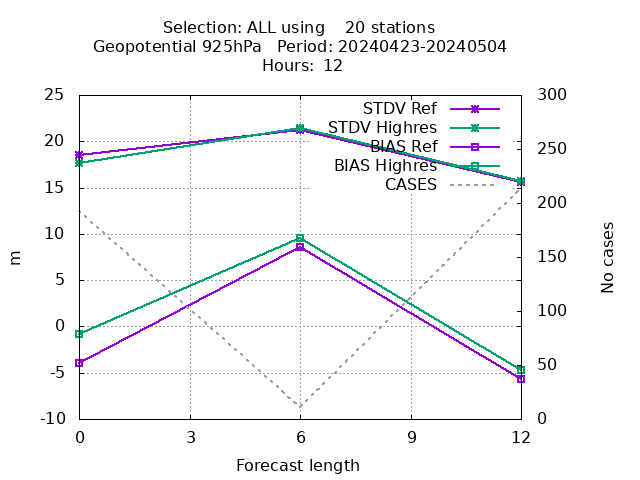 Selection: ALL using    20 stations
Geopotential 925hPa   Period: 20240423-20240504
Hours: 12
25
20
15
10
5
0
-5
-10
300
250
200
150
100
50
0
STDV Ref
STDV Highres
BIAS Ref
BIAS Highres
CASES
m
No cases
0 3 6 9 12
Forecast length